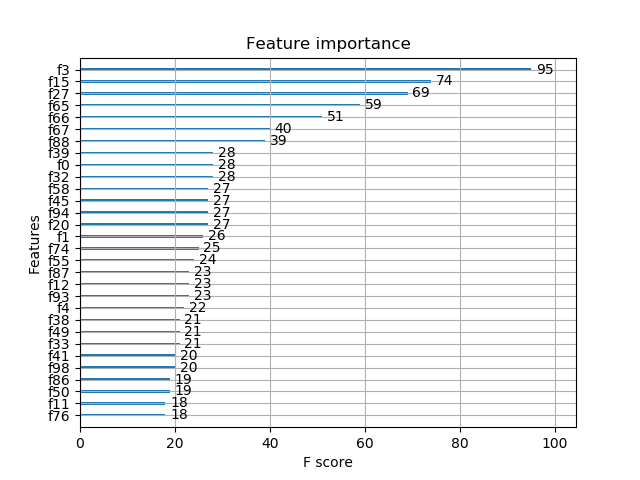 Feature importance
f3 95
f15 74
f27 69
f65 59
f66 51
f67 40
f88 39
f39 28
f0 28
f32 28
f58 27
f45 27
f94 27
f20 27
f1 26
f74 25
f55 24
f87 23
f12 23
f93 23
f4 22
f38 21
f49 21
f33 21
f41 20
f98 20
f86 19
f50 19
f11 18
f76 18
Features
0 20 40 60 80 100
F score